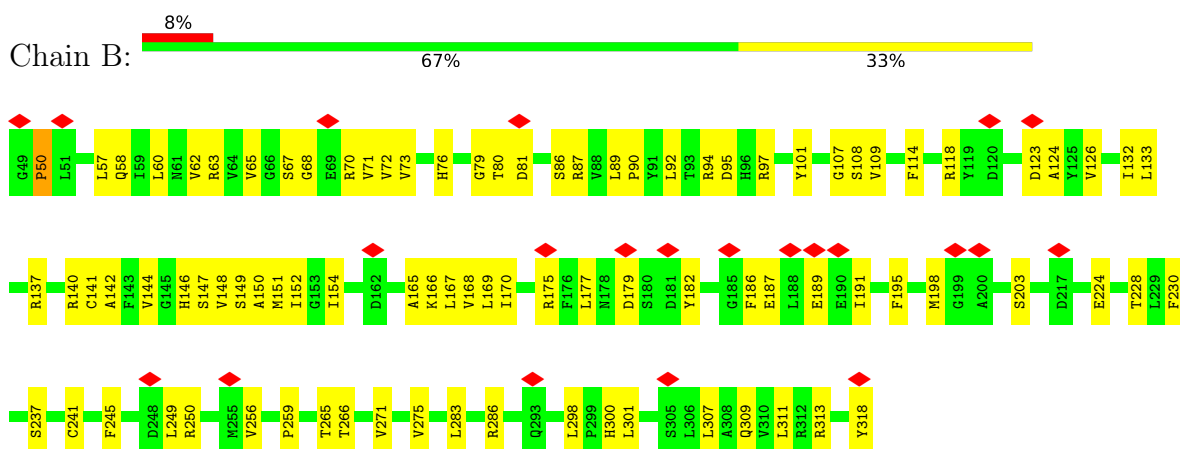 8%
Chain B:
67% 33%
G49 P50 L51 L57 Q58 I59 L60 N61 V62 R63 V64 V65 G66 S67 G68 E69 R70 V71 V72 V73 H76 G79 T80 D81 S86 R87 V88 L89 P90 Y91 L92 T93 R94 D95 H96 R97 Y101 G107 S108 V109 F114 R118 Y119 D120 D123 A124 Y125 V126 I132 L133
R137 R140 C141 A142 F143 V144 G145 H146 S147 V148 S149 A150 M151 I152 G153 I154 D162 A165 K166 L167 V168 L169 I170 R175 F176 L177 N178 D179 S180 D181 Y182 G185 F186 E187 L188 E189 E190 I191 F195 M198 G199 A200 S203 D217 E224 T228 L229 F230
S237 C241 F245 D248 L249 R250 M255 V256 P259 T265 T266 V271 V275 L283 R286 Q293 L298 P299 H300 L301 S305 L306 L307 A308 Q309 V310 L311 R312 R313 Y318